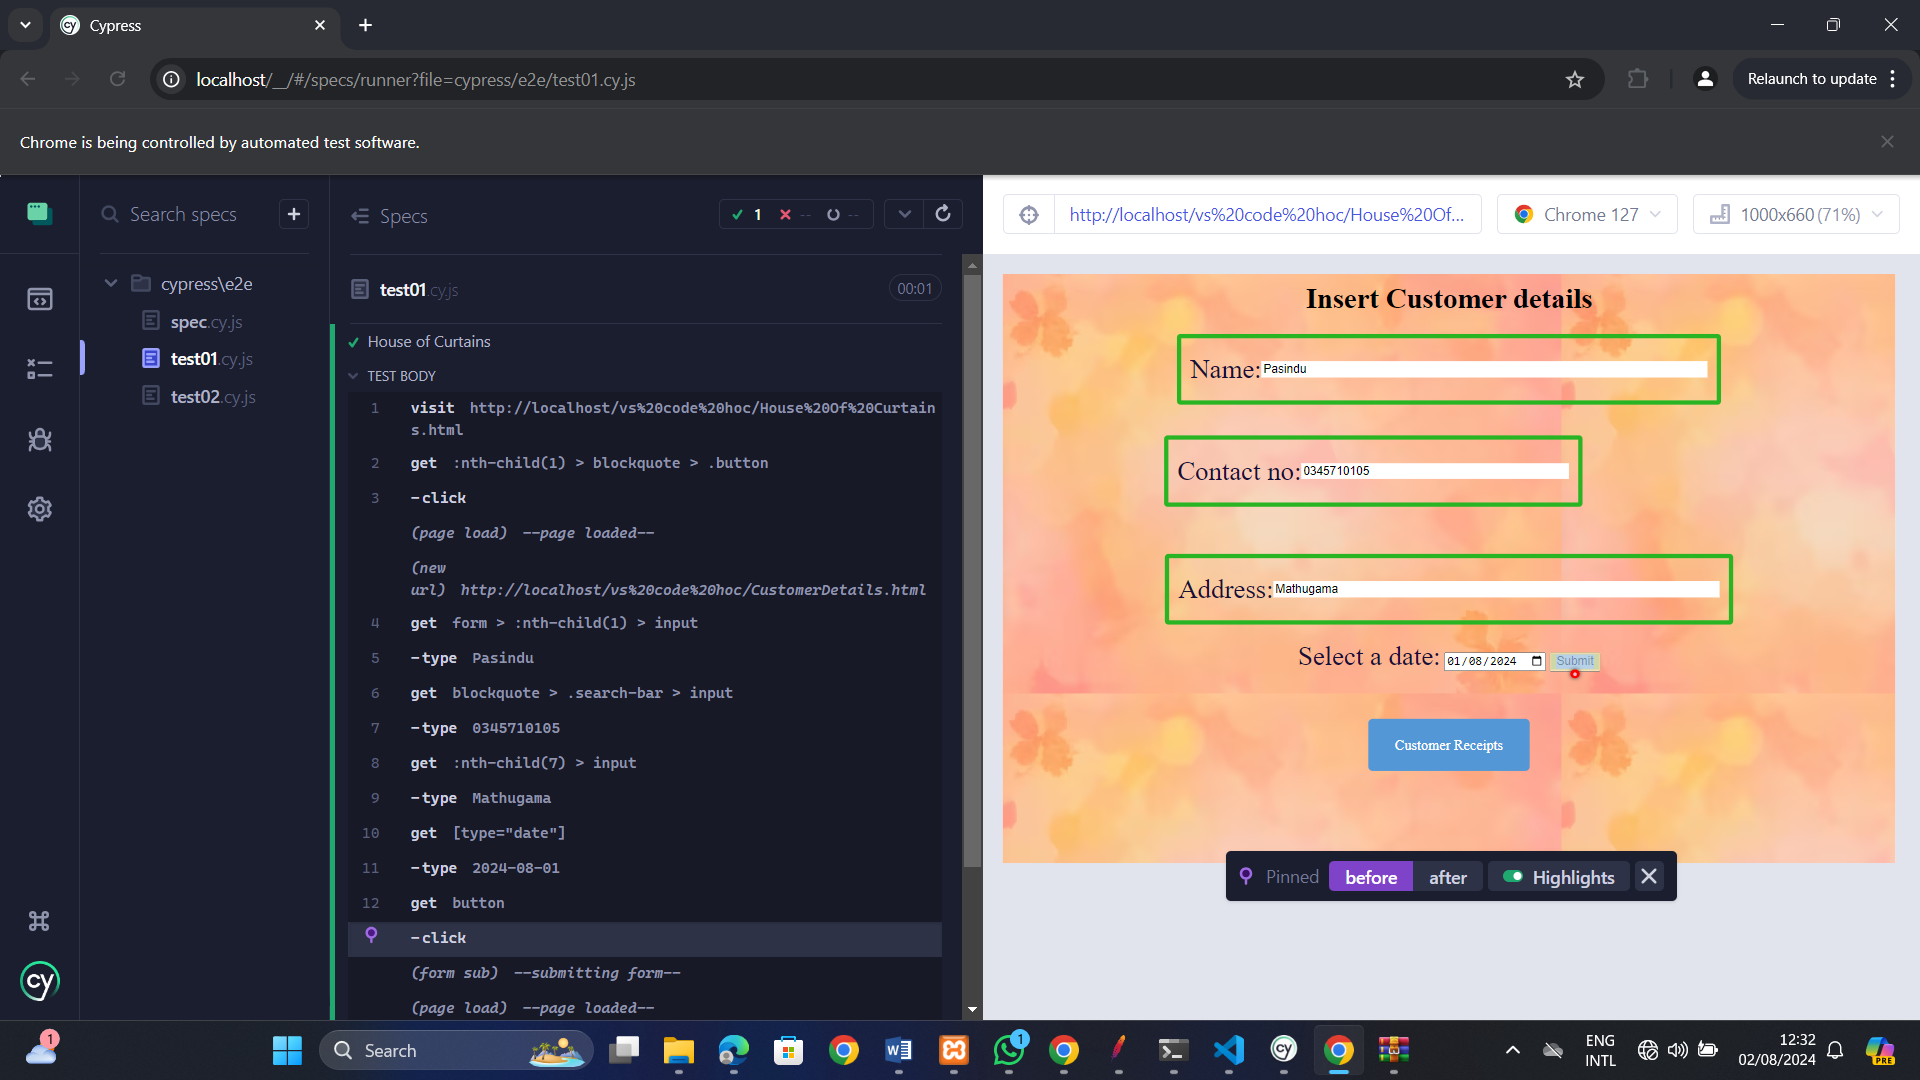 Cypress
localhost/__/#/specs/runner?file=cypress/e2e/test01.cy.js
Relaunch to update
Chrome is being controlled by automated test software.
Search specs
Specs
1 -- --
http://localhost/vs%20code%20hoc/House%20Of...
Chrome 127
1000x660 (71%)
cypress\e2e
spec.cy.js
test01.cy.js
test02.cy.js
test01.cy.js
00:01
House of Curtains
TEST BODY
1 visit http://localhost/vs%20code%20hoc/House%20Of%20Curtain
s.html
2 get :nth-child(1) > blockquote > .button
3 -click
(page load) --page loaded--
(new
url) http://localhost/vs%20code%20hoc/CustomerDetails.html
4 get form > :nth-child(1) > input
5 -type Pasindu
6 get blockquote > .search-bar > input
7 -type 0345710105
8 get :nth-child(7) > input
9 -type Mathugama
10 get [type="date"]
11 -type 2024-08-01
12 get button
-click
(form sub) --submitting form--
(page load) --page loaded--
Insert Customer details
Name: Pasindu
Contact no: 0345710105
Address: Mathugama
Select a date: 01/08/2024 Submit
Customer Receipts
Pinned before after Highlights
cy
1
Search
1
ENG
INTL
12:32
02/08/2024
PRE